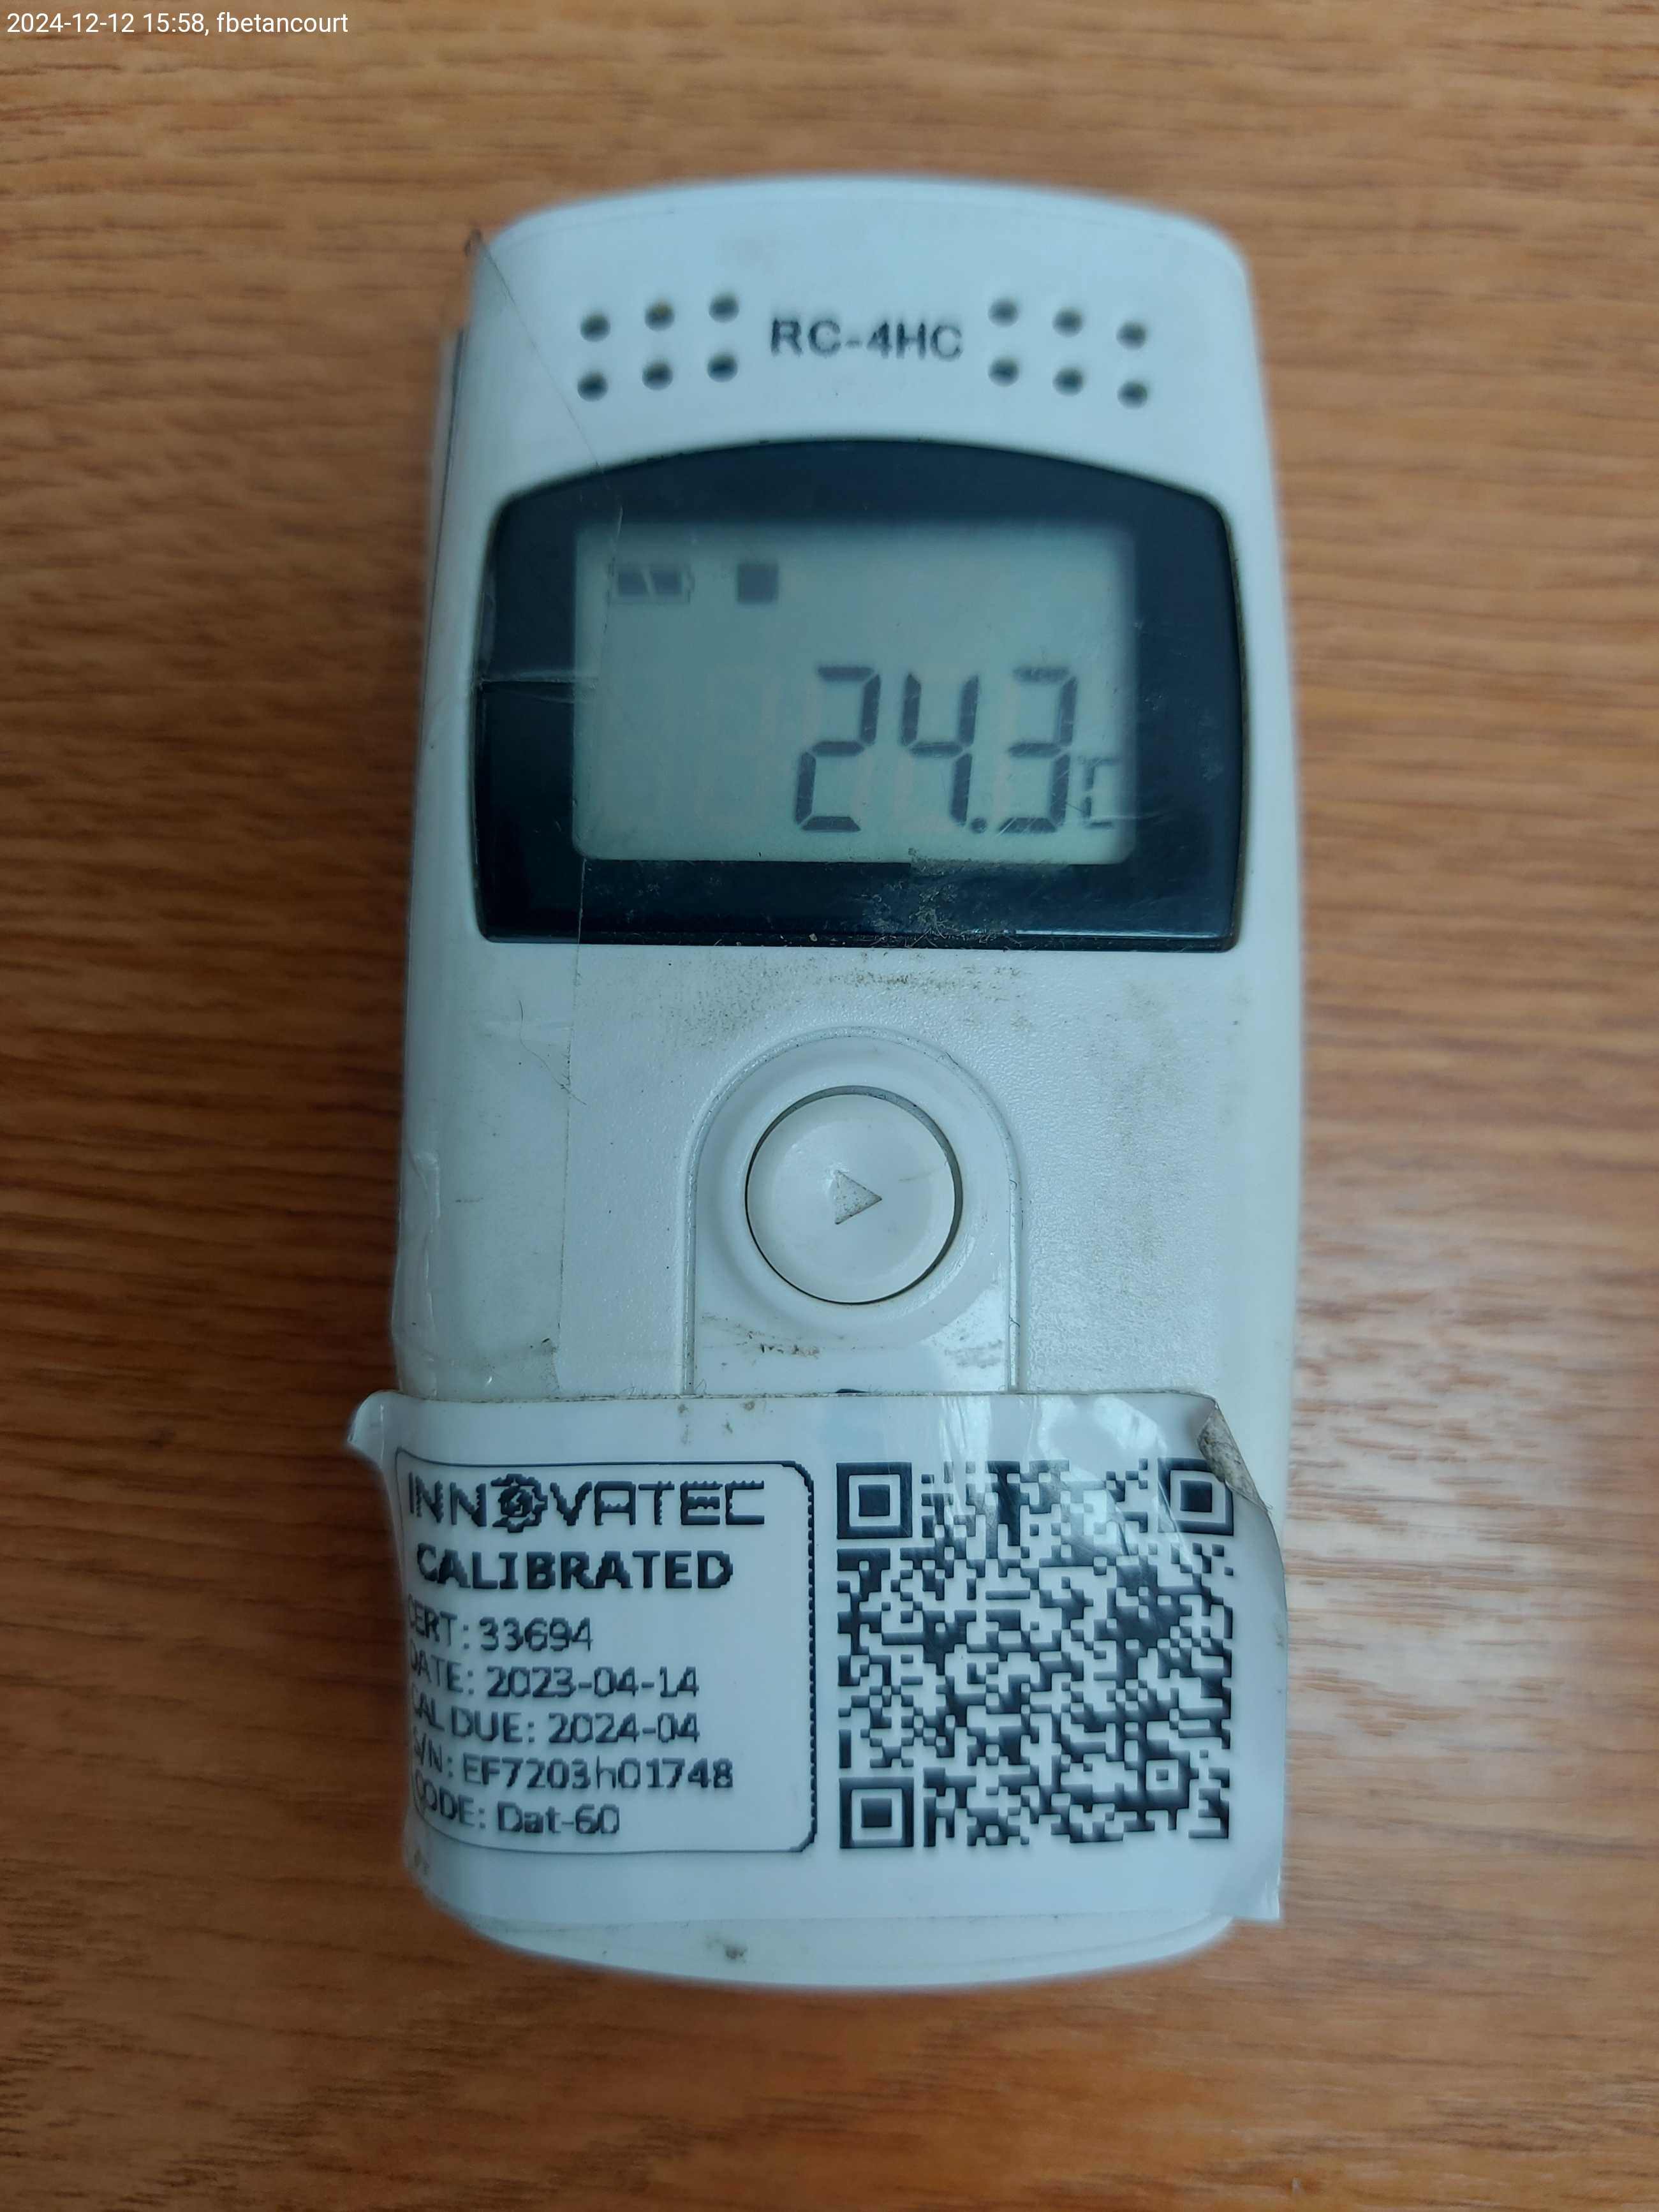 2024-12-12 15:58, fbetancourt
RC-4HC
24.3°C
INNOVATEC
CALIBRATED
CERT: 33694
DATE: 2023-04-14
CAL DUE: 2024-04
S/N: EF7203h01748
CODE: Dat-60